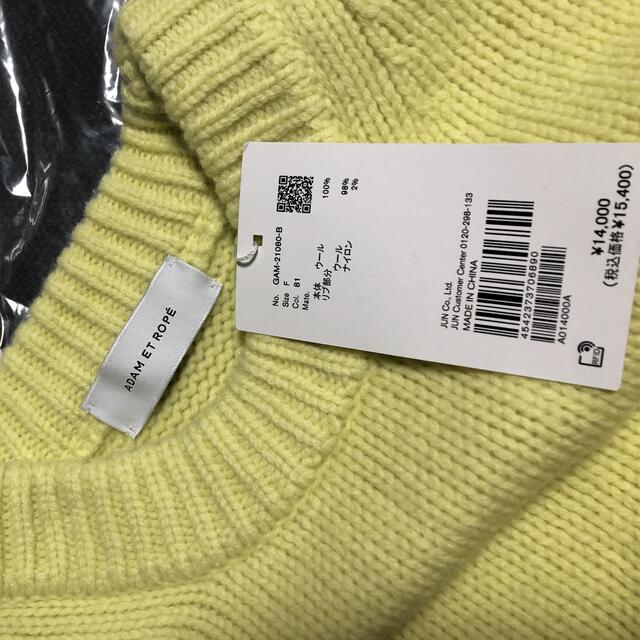 ADAM ET ROPÉ
No. GAM-21080-B
Size F
Col. 81
Mate.
本体 ウール 100%
リブ部分 ウール 98%
ナイロン 2%
JUN Co., Ltd.
JUN Customer Center 0120-298-133
MADE IN CHINA
4542373706890
A014000A
¥14,000
(税込価格¥15,400)
RFID